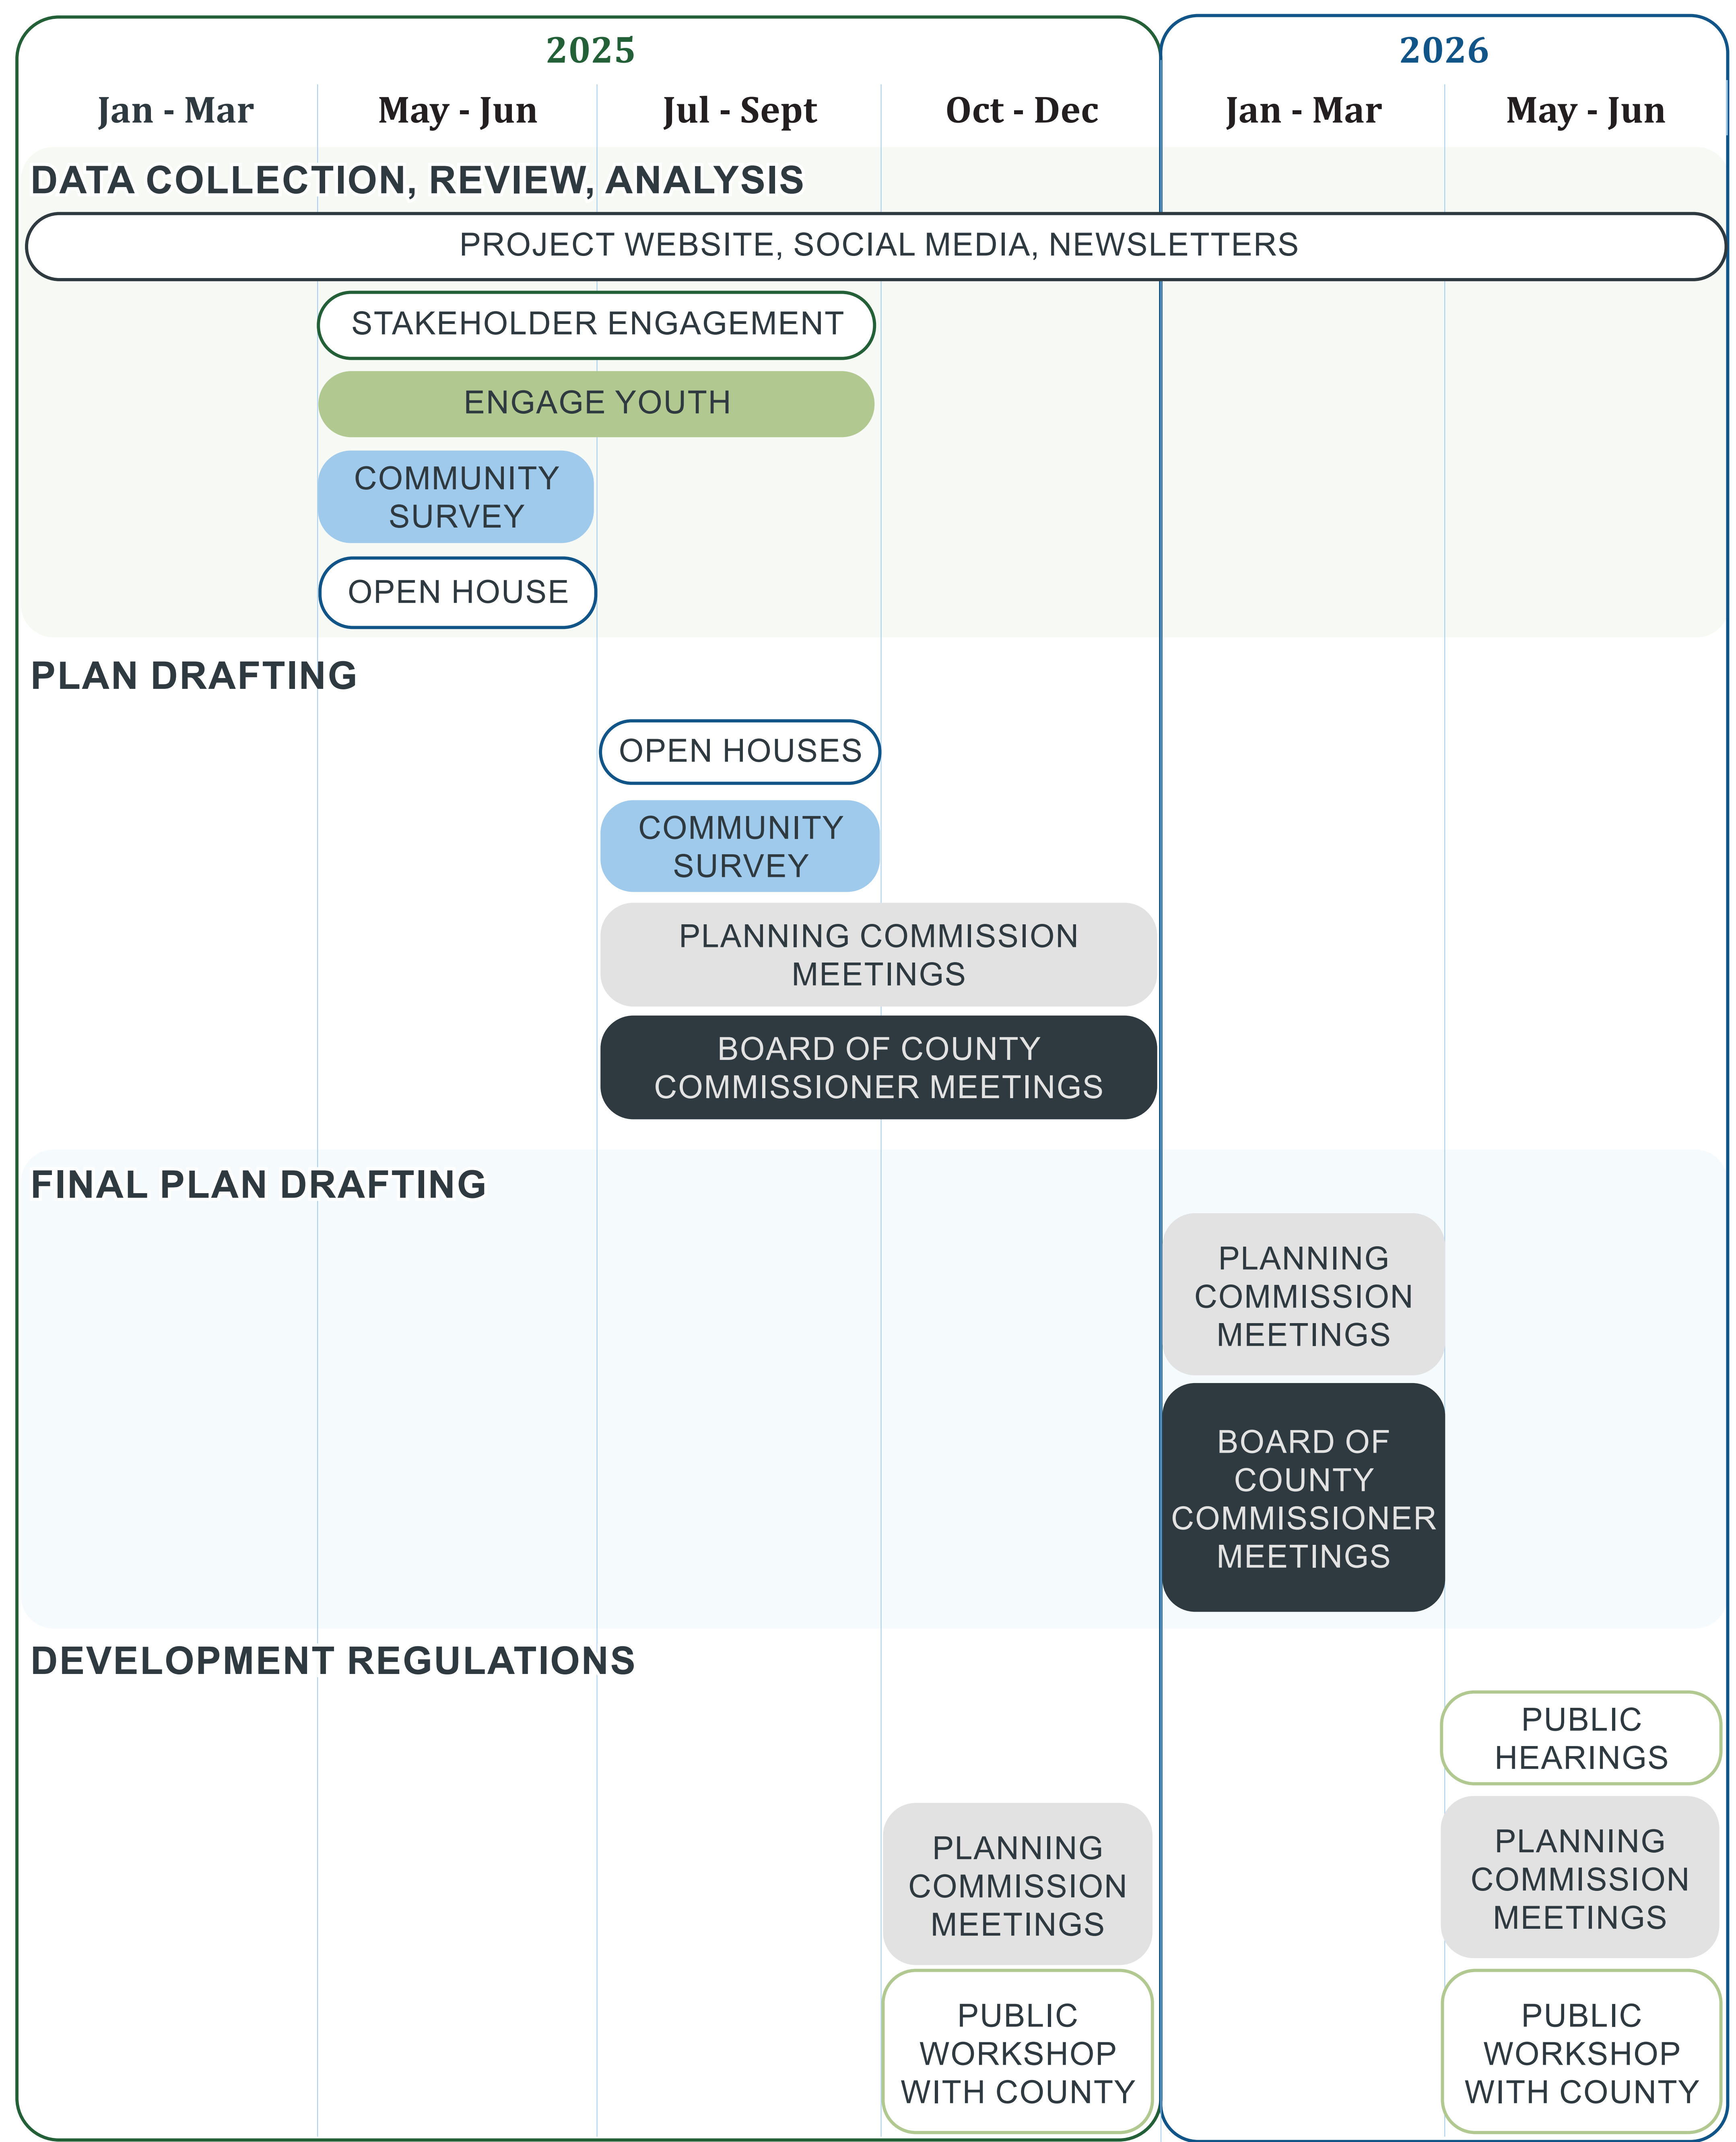 2025
2026
Jan - Mar
May - Jun
Jul - Sept
Oct - Dec
Jan - Mar
May - Jun
DATA COLLECTION, REVIEW, ANALYSIS
PROJECT WEBSITE, SOCIAL MEDIA, NEWSLETTERS
STAKEHOLDER ENGAGEMENT
ENGAGE YOUTH
COMMUNITY
SURVEY
OPEN HOUSE
PLAN DRAFTING
OPEN HOUSES
COMMUNITY
SURVEY
PLANNING COMMISSION
MEETINGS
BOARD OF COUNTY
COMMISSIONER MEETINGS
FINAL PLAN DRAFTING
PLANNING
COMMISSION
MEETINGS
BOARD OF
COUNTY
COMMISSIONER
MEETINGS
DEVELOPMENT REGULATIONS
PUBLIC
HEARINGS
PLANNING
COMMISSION
MEETINGS
PLANNING
COMMISSION
MEETINGS
PUBLIC
WORKSHOP
WITH COUNTY
PUBLIC
WORKSHOP
WITH COUNTY